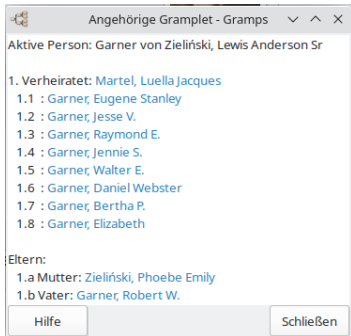 Angehörige Gramplet - Gramps
Aktive Person: Garner von Zieliński, Lewis Anderson Sr
1. Verheiratet: Martel, Luella Jacques
1.1 : Garner, Eugene Stanley
1.2 : Garner, Jesse V.
1.3 : Garner, Raymond E.
1.4 : Garner, Jennie S.
1.5 : Garner, Walter E.
1.6 : Garner, Daniel Webster
1.7 : Garner, Bertha P.
1.8 : Garner, Elizabeth
Eltern:
1.a Mutter: Zieliński, Phoebe Emily
1.b Vater: Garner, Robert W.
Hilfe Schließen